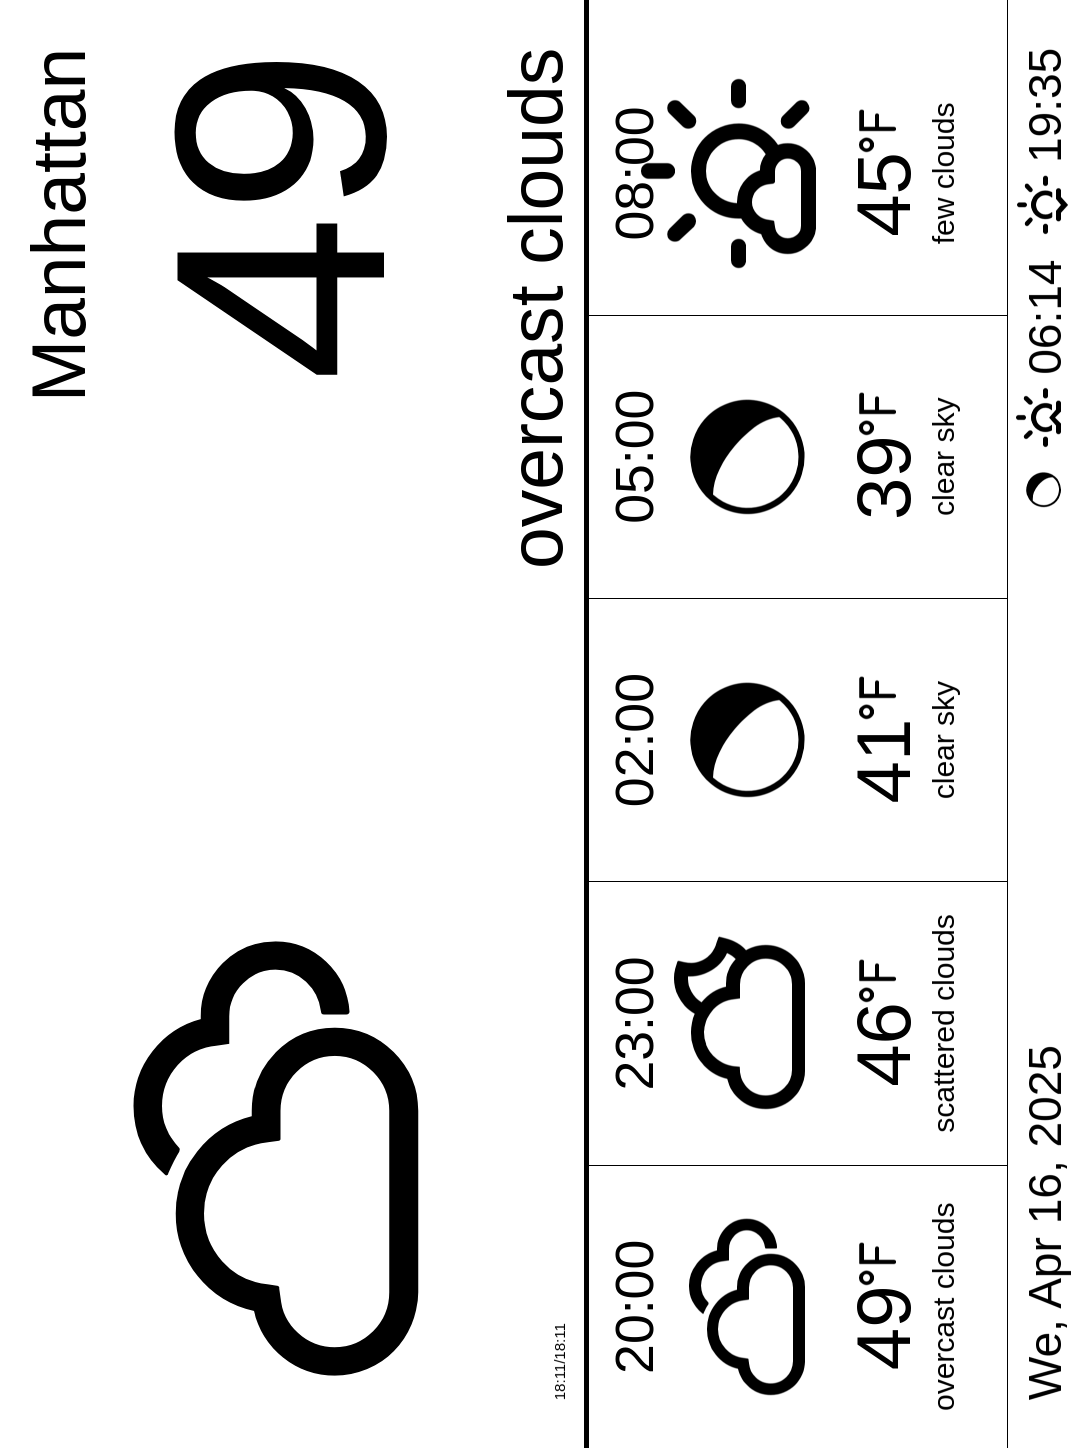 Manhattan
49
overcast clouds
18:11/18:11
20:00
49°F
overcast clouds
23:00
46°F
scattered clouds
02:00
41°F
clear sky
05:00
39°F
clear sky
08:00
45°F
few clouds
We, Apr 16, 2025
06:14
19:35